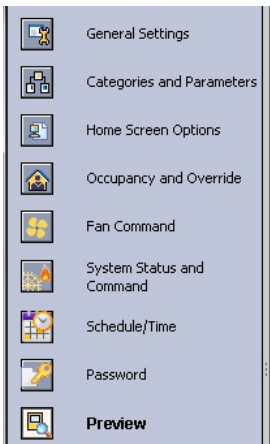 General Settings
Categories and Parameters
Home Screen Options
Occupancy and Override
Fan Command
System Status and
Command
Schedule/Time
Password
Preview